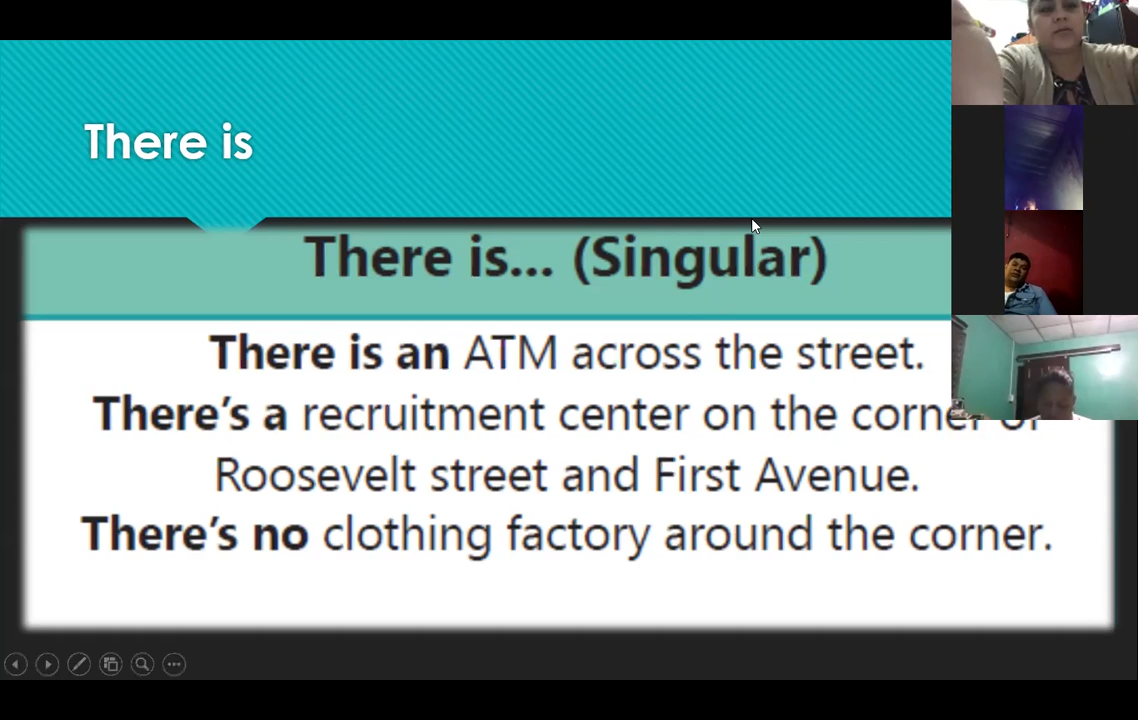 There is
There is... (Singular)
There is an ATM across the street.
There's a recruitment center on the corner of
Roosevelt street and First Avenue.
There's no clothing factory around the corner.